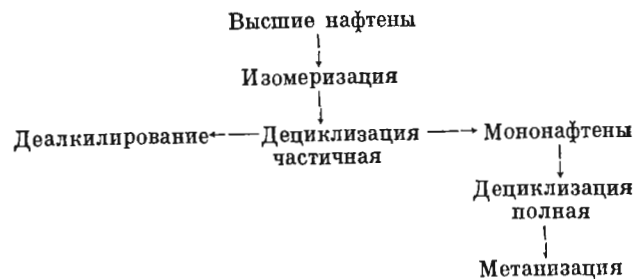 Высшие нафтены
Изомеризация
Деалкилирование
Дециклизация
частичная
Мононафтены
Дециклизация
полная
Метанизация